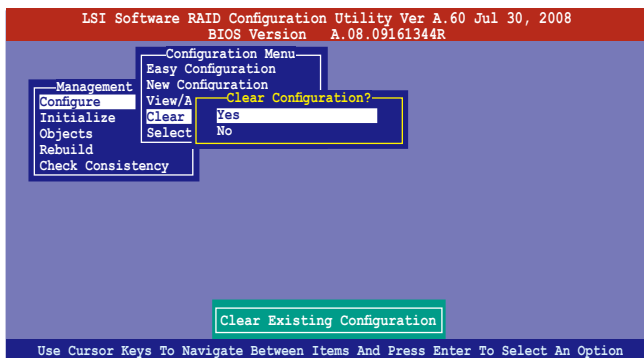 LSI Software RAID Configuration Utility Ver A.60 Jul 30, 2008
BIOS Version A.08.09161344R
Configuration Menu
Easy Configuration
New Configuration
View/A
Clear
Select
Management
Configure
Initialize
Objects
Rebuild
Check Consistency
Clear Configuration?
Yes
No
Clear Existing Configuration
Use Cursor Keys To Navigate Between Items And Press Enter To Select An Option